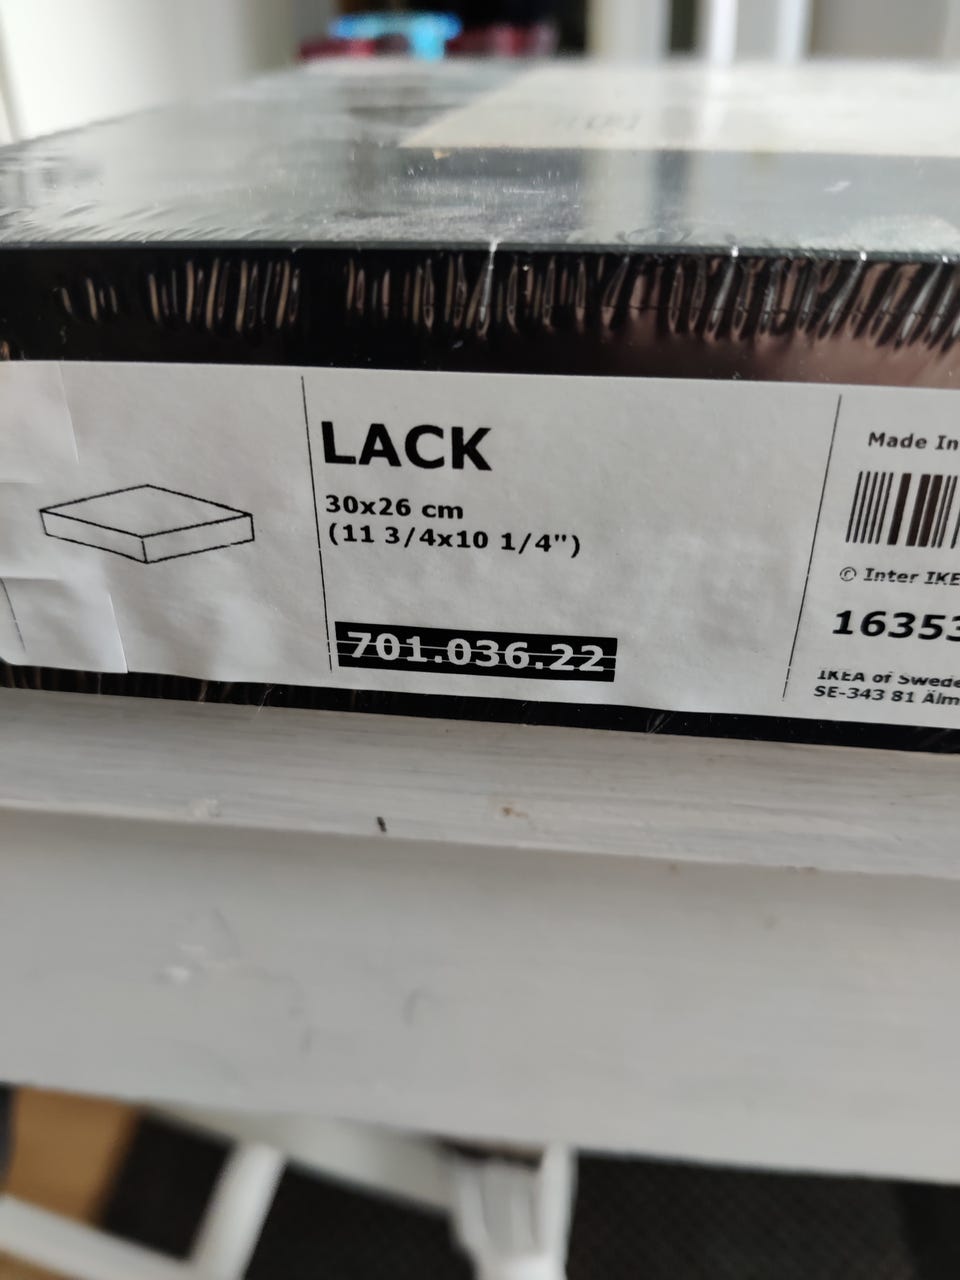 LACK
30x26 cm
(11 3/4x10 1/4")
701.036.22
Made In
© Inter IKE
16353
IKEA of Swede
SE-343 81 Älm